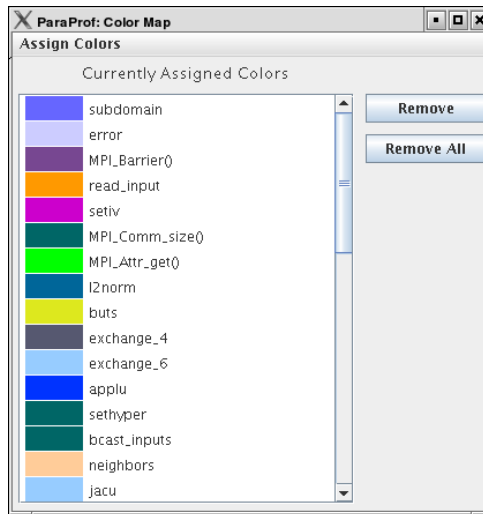 ParaProf: Color Map
Assign Colors
Currently Assigned Colors
subdomain
error
MPI_Barrier()
read_input
setiv
MPI_Comm_size()
MPI_Attr_get()
l2norm
buts
exchange_4
exchange_6
applu
sethyper
bcast_inputs
neighbors
jacu
Remove
Remove All